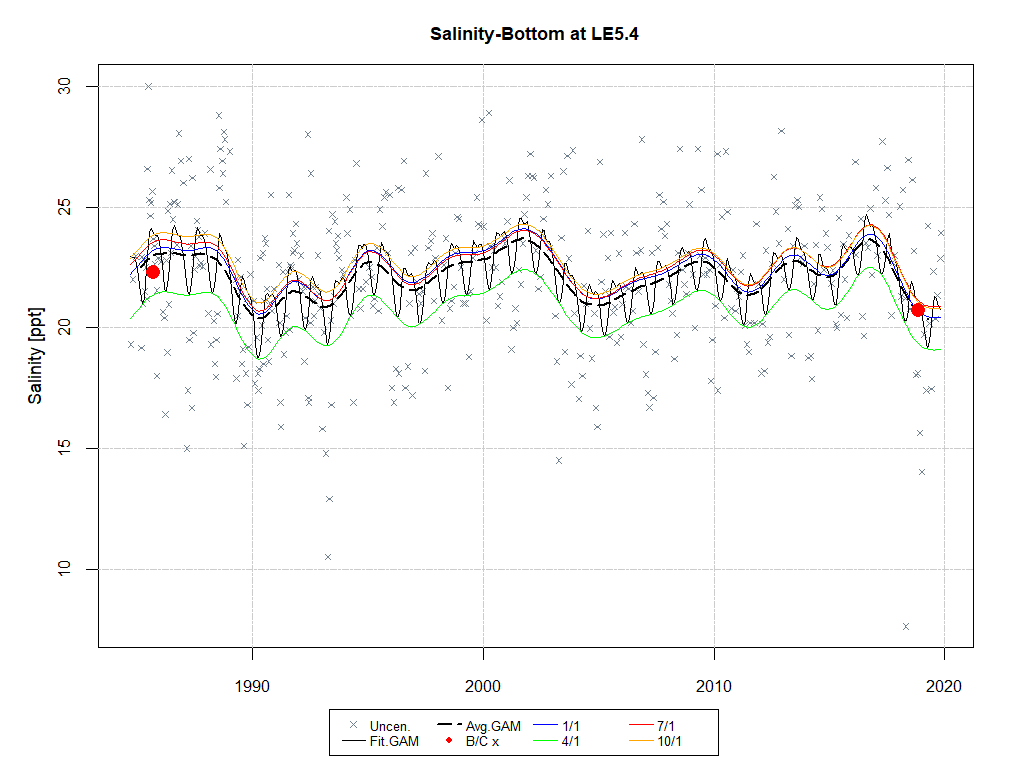 Salinity-Bottom at LE5.4
Salinity [ppt]
30
25
20
15
10
1990 2000 2010 2020
Uncen. Avg.GAM 1/1 7/1
Fit.GAM B/C x 4/1 10/1